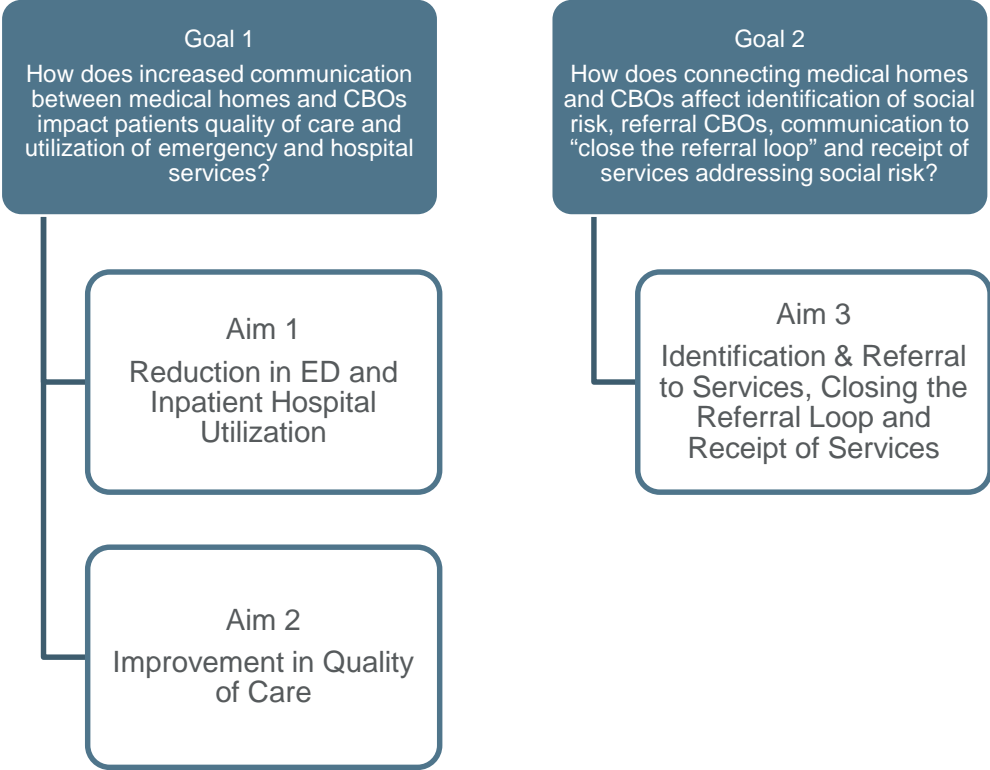 Goal 1
How does increased communication
between medical homes and CBOs
impact patients quality of care and
utilization of emergency and hospital
services?
Aim 1
Reduction in ED and
Inpatient Hospital
Utilization
Aim 2
Improvement in Quality
of Care
Goal 2
How does connecting medical homes
and CBOs affect identification of social
risk, referral CBOs, communication to
“close the referral loop” and receipt of
services addressing social risk?
Aim 3
Identification & Referral
to Services, Closing the
Referral Loop and
Receipt of Services